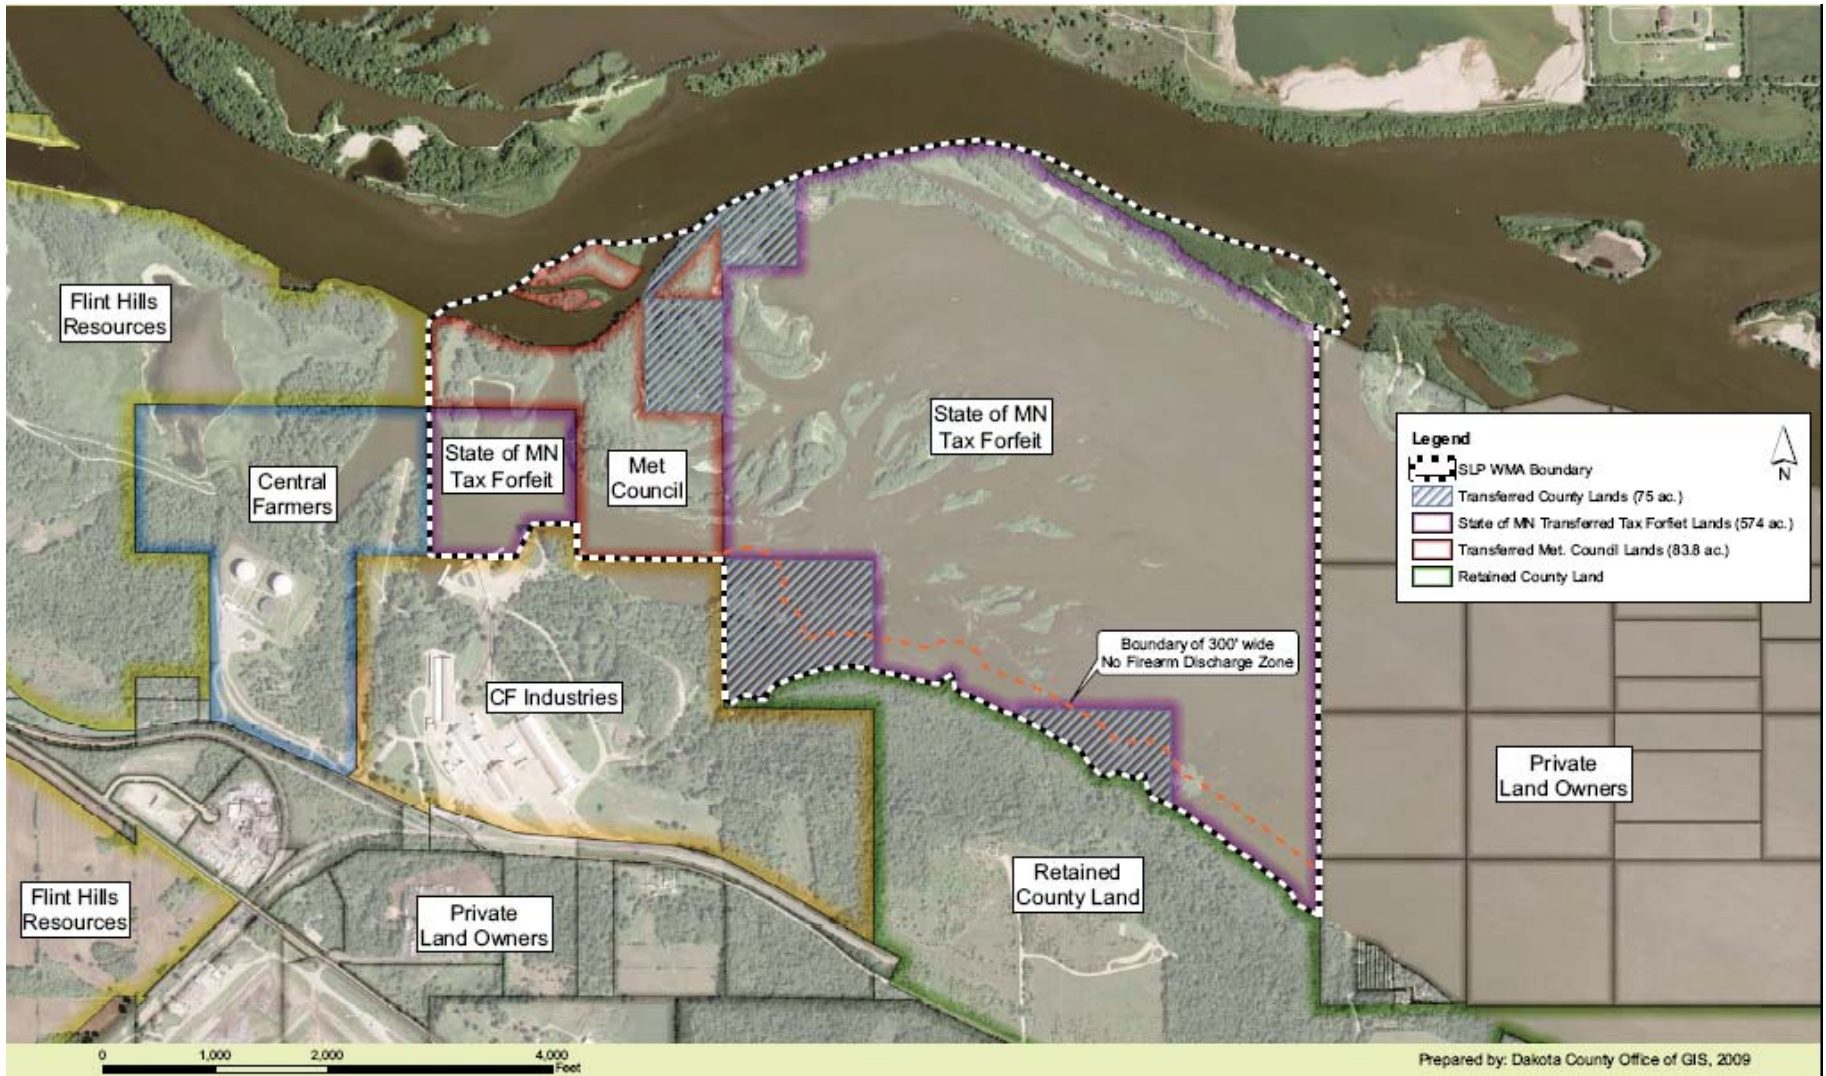 Flint Hills
Resources
Central
Farmers
State of MN
Tax Forfeit
Met
Council
State of MN
Tax Forfeit
CF Industries
Boundary of 300' wide
No Firearm Discharge Zone
Legend
SLP WMA Boundary
Transferred County Lands (75 ac.)
State of MN Transferred Tax Forfiet Lands (574 ac.)
Transferred Met. Council Lands (83.8 ac.)
Retained County Land
N
Private
Land Owners
Retained
County Land
Flint Hills
Resources
Private
Land Owners
0 1,000 2,000 4,000
Feet
Prepared by: Dakota County Office of GIS, 2009